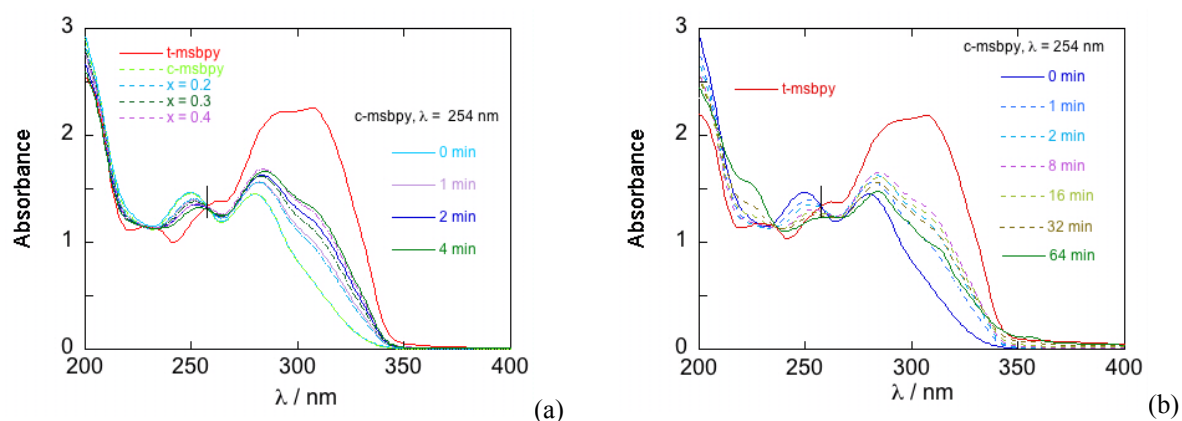 3
2
1
0
Absorbance
t-msbpy
c-msbpy
x = 0.2
x = 0.3
x = 0.4
c-msbpy, λ = 254 nm
0 min
1 min
2 min
4 min
200 250 300 350 400
λ / nm
(a)
3
2
1
0
Absorbance
t-msbpy
c-msbpy, λ = 254 nm
0 min
1 min
2 min
8 min
16 min
32 min
64 min
200 250 300 350 400
λ / nm
(b)